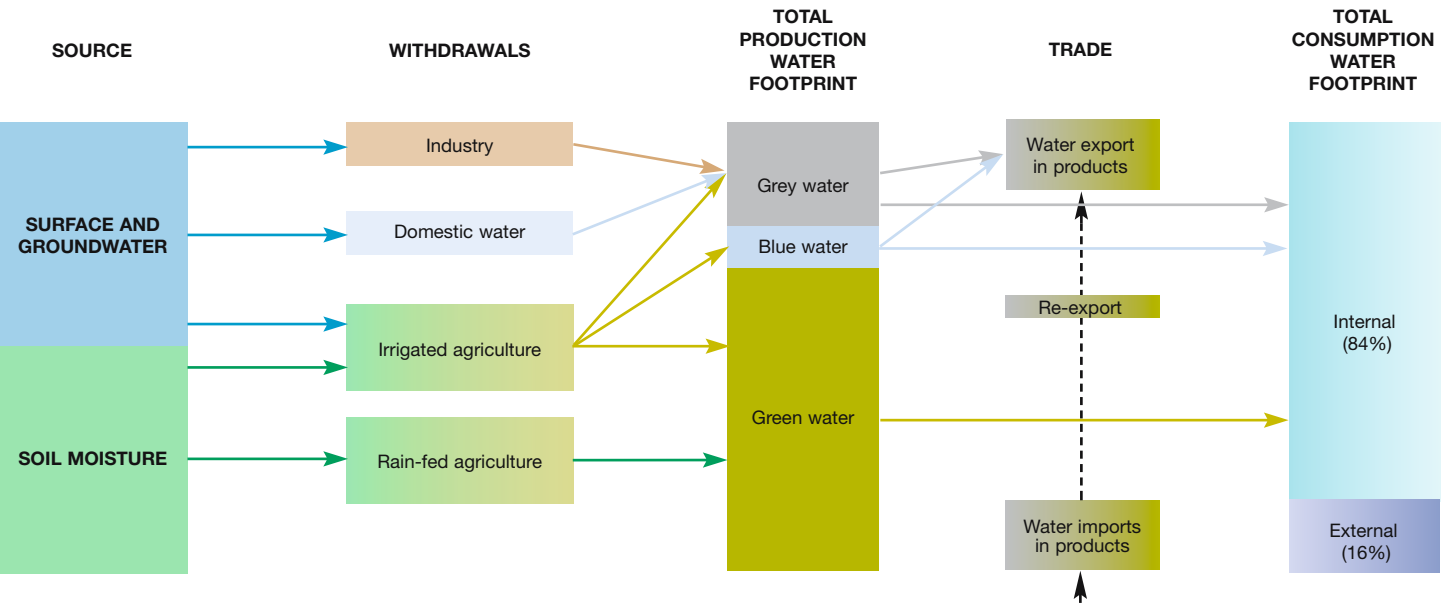 SOURCE
WITHDRAWALS
TOTAL
PRODUCTION
WATER
FOOTPRINT
TRADE
TOTAL
CONSUMPTION
WATER
FOOTPRINT
SURFACE AND
GROUNDWATER
SOIL MOISTURE
Industry
Domestic water
Irrigated agriculture
Rain-fed agriculture
Grey water
Blue water
Green water
Water export
in products
Re-export
Water imports
in products
Internal
(84%)
External
(16%)